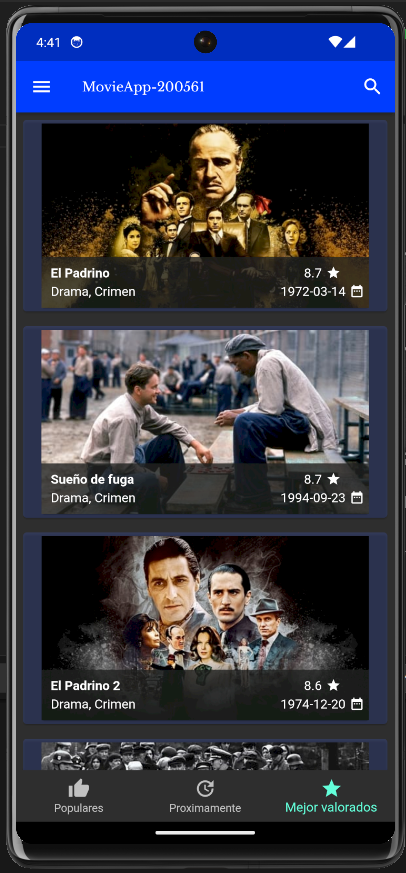 4:41
MovieApp-200561
El Padrino 8.7
Drama, Crimen 1972-03-14
Sueño de fuga 8.7
Drama, Crimen 1994-09-23
El Padrino 2 8.6
Drama, Crimen 1974-12-20
Populares Proximamente Mejor valorados